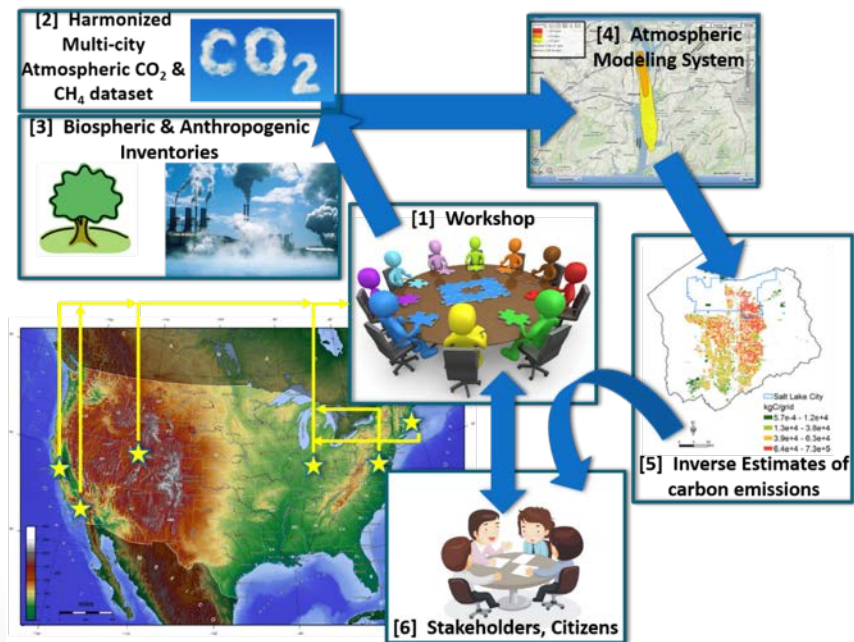 [2] Harmonized
Multi-city
Atmospheric CO₂ &
CH₄ dataset
CO2
[3] Biospheric & Anthropogenic
Inventories
[4] Atmospheric
Modeling System
[1] Workshop
Salt Lake City
kgC/grid
5.7e-4 - 1.2e+4
1.3e+4 - 3.8e+4
3.9e+4 - 6.3e+4
6.4e+4 - 7.3e+5
[5] Inverse Estimates of
carbon emissions
[6] Stakeholders, Citizens